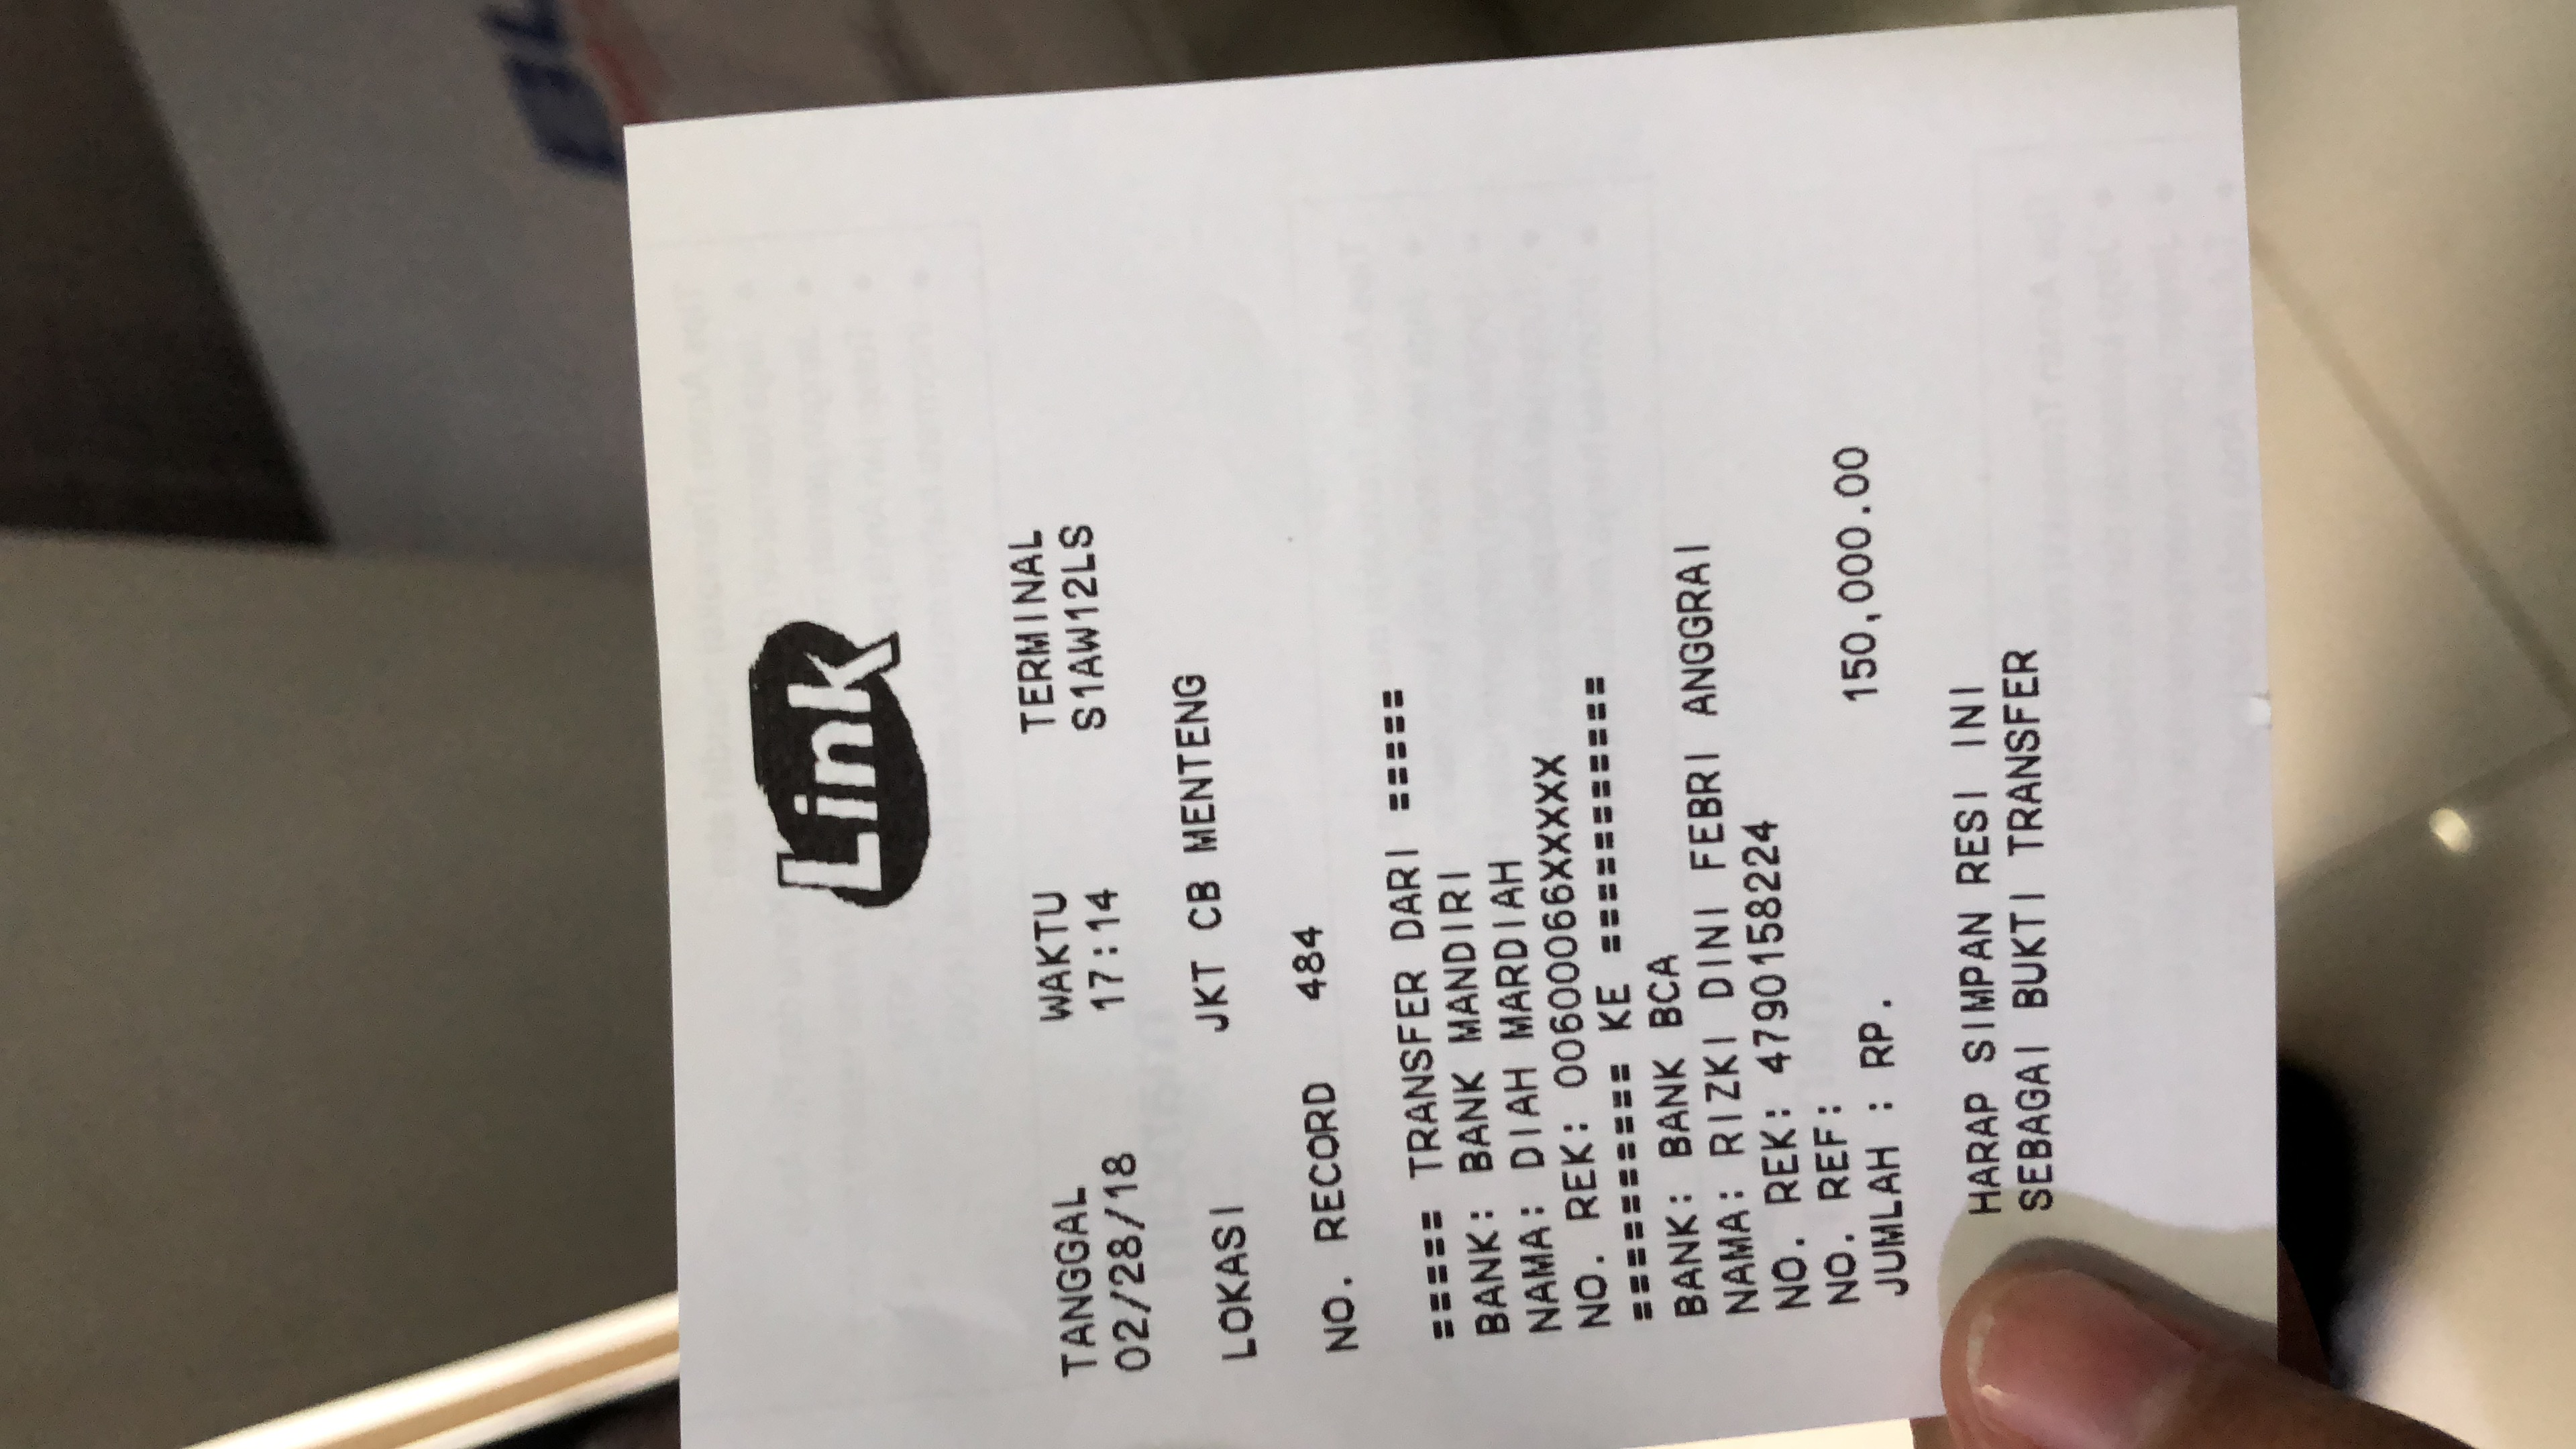 BU
Link
TANGGAL WAKTU TERMINAL
02/28/18 17:14 S1AW12LS
LOKASI JKT CB MENTENG
NO. RECORD 484
===== TRANSFER DARI =====
BANK: BANK MANDIRI
NAMA: DIAH MARDIAH
NO. REK: 00600066XXXXX
========== KE ===========
BANK: BANK BCA
NAMA: RIZKI DINI FEBRI ANGGRAI
NO. REK: 4790158224
NO. REF:
JUMLAH : RP. 150,000.00
HARAP SIMPAN RESI INI
SEBAGAI BUKTI TRANSFER